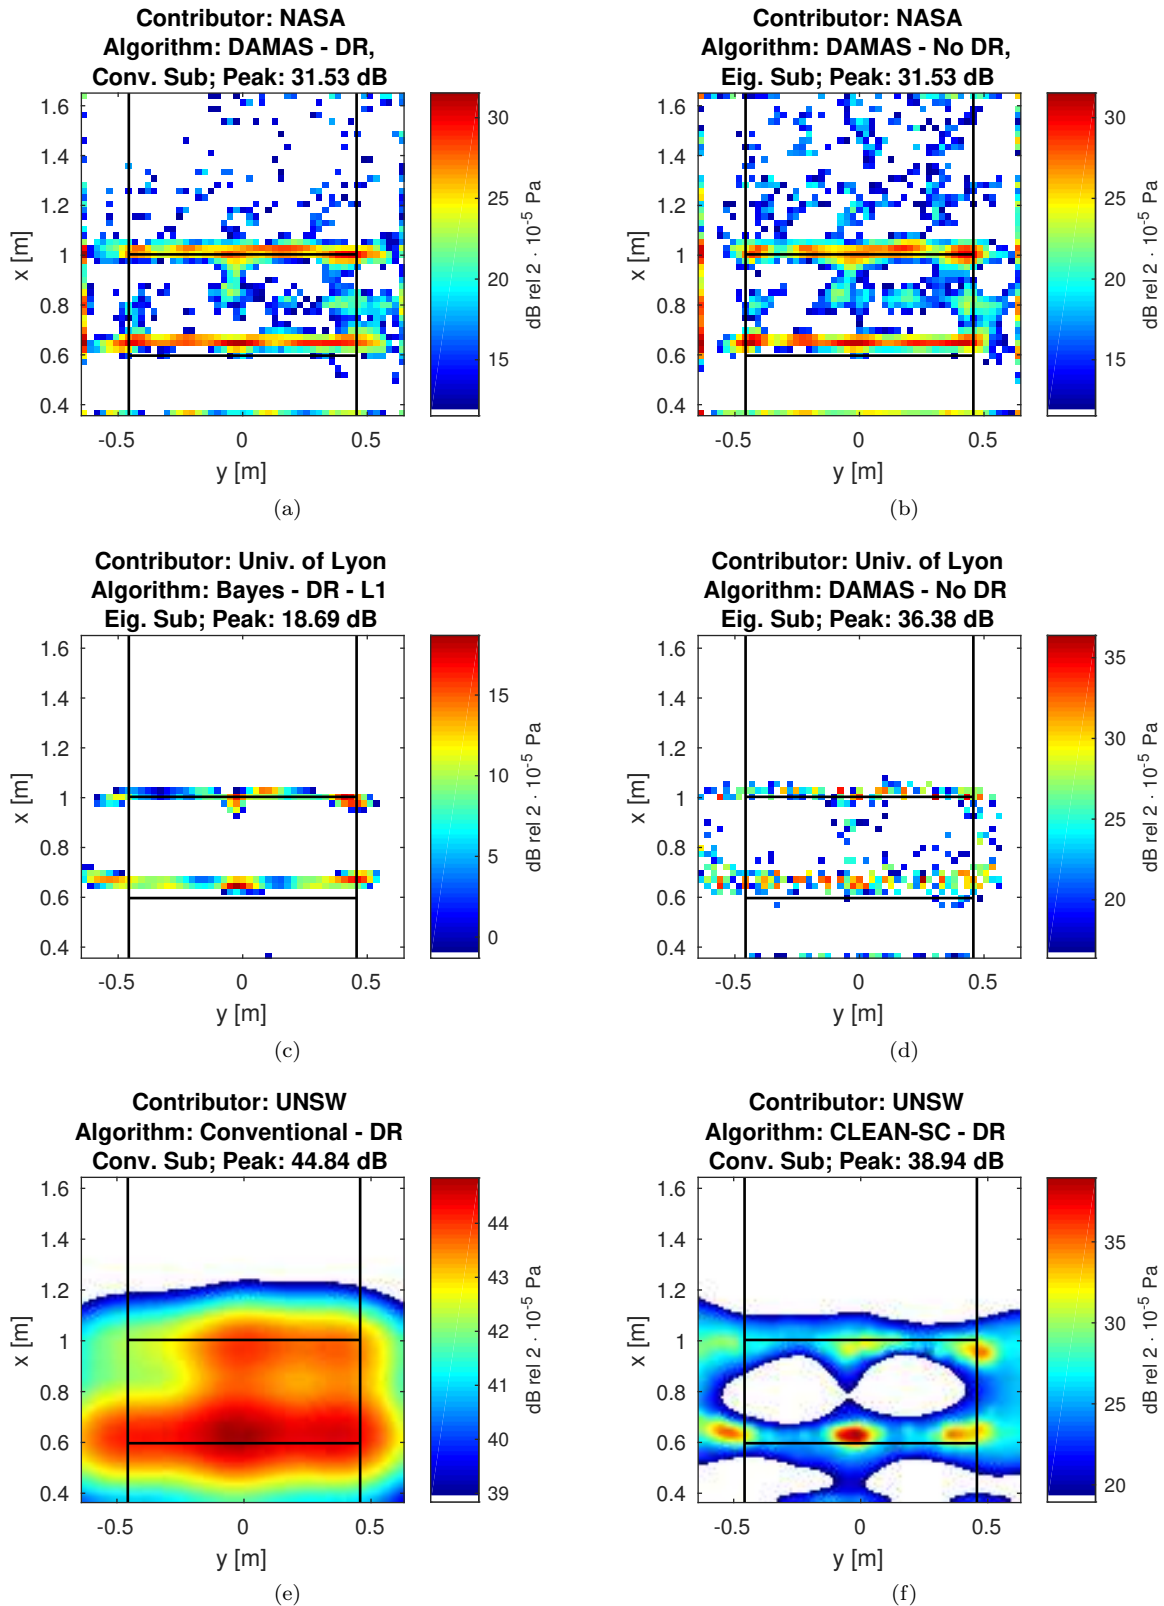 Contributor: NASA
Algorithm: DAMAS - DR,
Conv. Sub; Peak: 31.53 dB
1.6
1.4
1.2
1
0.8
0.6
0.4
x [m]
-0.5 0 0.5
y [m]
30
25
20
15
dB rel 2 · 10^-5 Pa
(a)
Contributor: NASA
Algorithm: DAMAS - No DR,
Eig. Sub; Peak: 31.53 dB
1.6
1.4
1.2
1
0.8
0.6
0.4
x [m]
-0.5 0 0.5
y [m]
30
25
20
15
dB rel 2 · 10^-5 Pa
(b)
Contributor: Univ. of Lyon
Algorithm: Bayes - DR - L1
Eig. Sub; Peak: 18.69 dB
1.6
1.4
1.2
1
0.8
0.6
0.4
x [m]
-0.5 0 0.5
y [m]
15
10
5
0
dB rel 2 · 10^-5 Pa
(c)
Contributor: Univ. of Lyon
Algorithm: DAMAS - No DR
Eig. Sub; Peak: 36.38 dB
1.6
1.4
1.2
1
0.8
0.6
0.4
x [m]
-0.5 0 0.5
y [m]
35
30
25
20
dB rel 2 · 10^-5 Pa
(d)
Contributor: UNSW
Algorithm: Conventional - DR
Conv. Sub; Peak: 44.84 dB
1.6
1.4
1.2
1
0.8
0.6
0.4
x [m]
-0.5 0 0.5
y [m]
44
43
42
41
40
39
dB rel 2 · 10^-5 Pa
(e)
Contributor: UNSW
Algorithm: CLEAN-SC - DR
Conv. Sub; Peak: 38.94 dB
1.6
1.4
1.2
1
0.8
0.6
0.4
x [m]
-0.5 0 0.5
y [m]
35
30
25
20
dB rel 2 · 10^-5 Pa
(f)